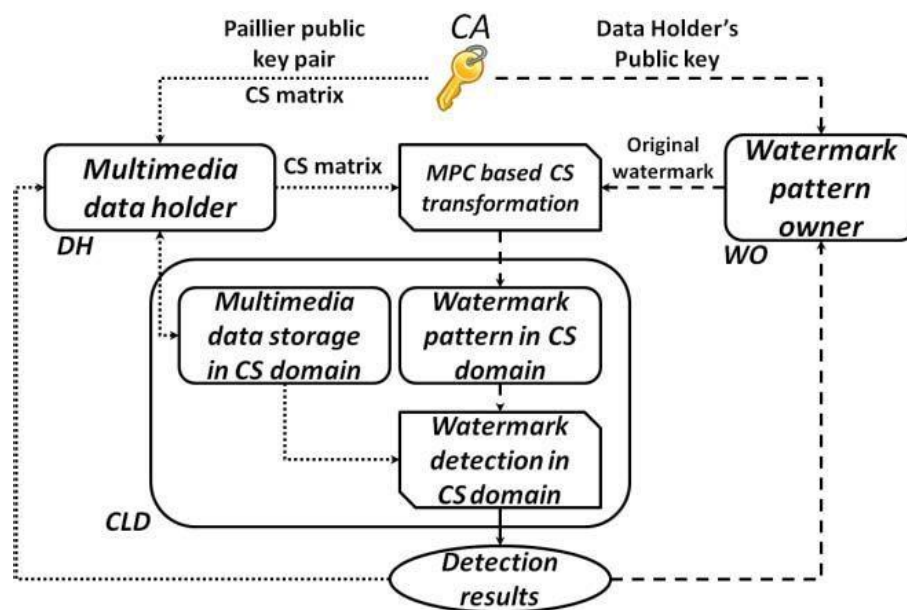 Paillier public
key pair
CA
Data Holder's
Public key
CS matrix
Multimedia
data holder
CS matrix
MPC based CS
transformation
Original
watermark
Watermark
pattern
owner
DH
WO
Multimedia
data storage
in CS domain
Watermark
pattern in CS
domain
Watermark
detection in
CS domain
CLD
Detection
results